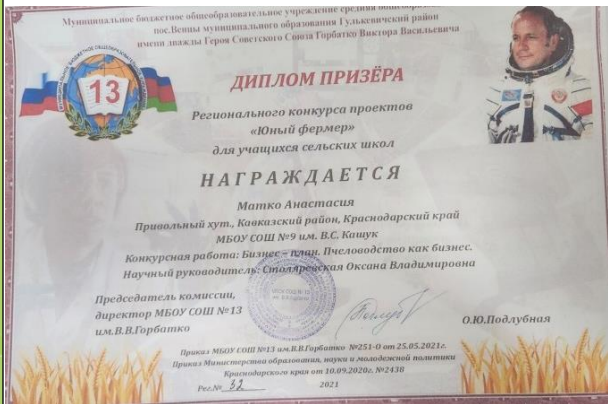 Муниципальное бюджетное общеобразовательное учреждение средняя
пос.Венцы муниципального образования Гулькевичский район
имени дважды Героя Советского Союза Горбатко Виктора Васильевича
13
ДИПЛОМ ПРИЗЁРА
Регионального конкурса проектов
«Юный фермер»
для учащихся сельских школ
НАГРАЖДАЕТСЯ
Матко Анастасия
Привольный хут., Кавказский район, Краснодарский край
МБОУ СОШ №9 им. В.С. Кащук
Конкурсная работа: Бизнес – план. Пчеловодство как бизнес.
Научный руководитель: Столяревская Оксана Владимировна
Председатель комиссии,
директор МБОУ СОШ №13
им.В.В.Горбатко
О.Ю.Подлубная
Приказ МБОУ СОШ №13 им.В.В.Горбатко №251-О от 25.05.2021г.
Приказ Министерства образования, науки и молодежной политики
Краснодарского края от 10.09.2020г. №2438
Рег.№ 32 2021